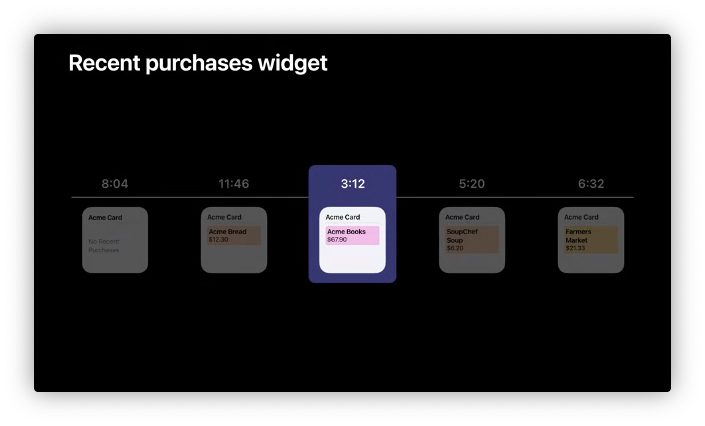 Recent purchases widget
8:04
11:46
3:12
5:20
6:32
Acme Card
No Recent
Purchases
Acme Card
Acme Bread
$12.30
Acme Card
Acme Books
$67.90
Acme Card
SoupChef
Soup
$6.20
Acme Card
Farmers
Market
$21.33